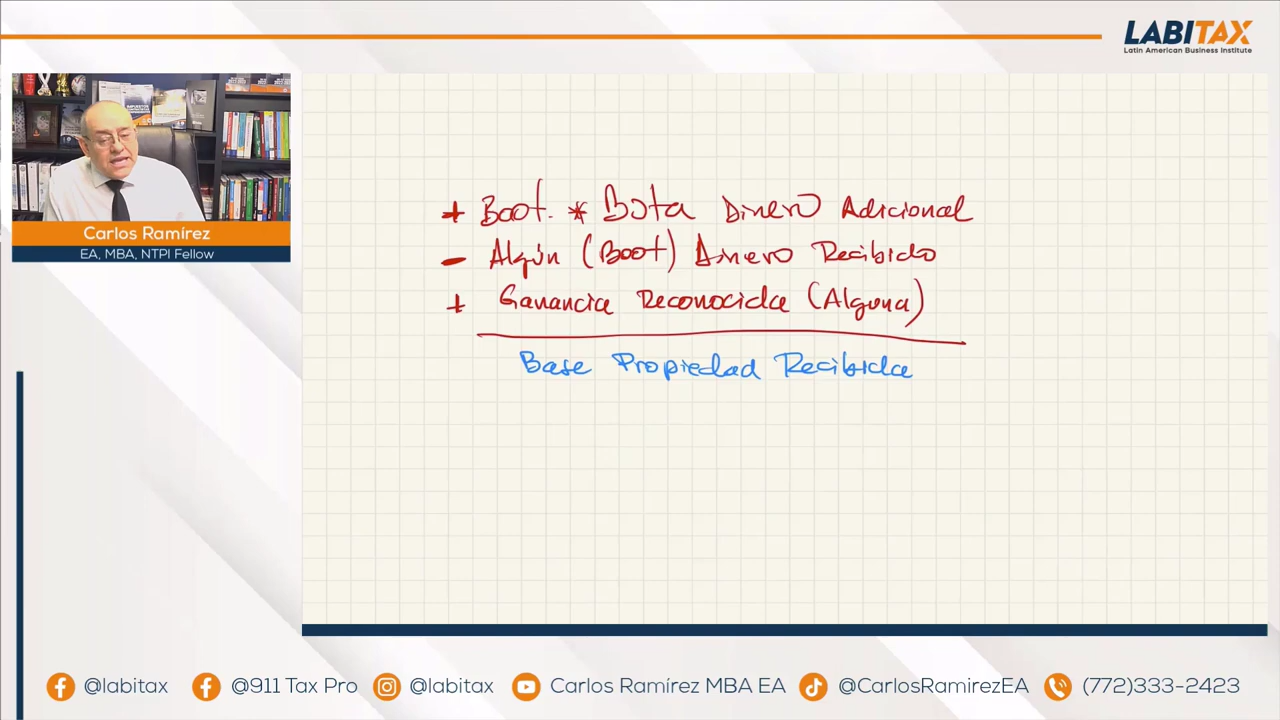 LABITAX
Latin American Business Institute
Carlos Ramírez
EA, MBA, NTPI Fellow
+ Boot. * Bota Dinero Adicional
- Algún (Boot) Dinero Recibido
+ Ganancia Reconocida (Alguna)
Base Propiedad Recibida
@labitax
@911 Tax Pro
@labitax
Carlos Ramírez MBA EA
@CarlosRamirezEA
(772)333-2423